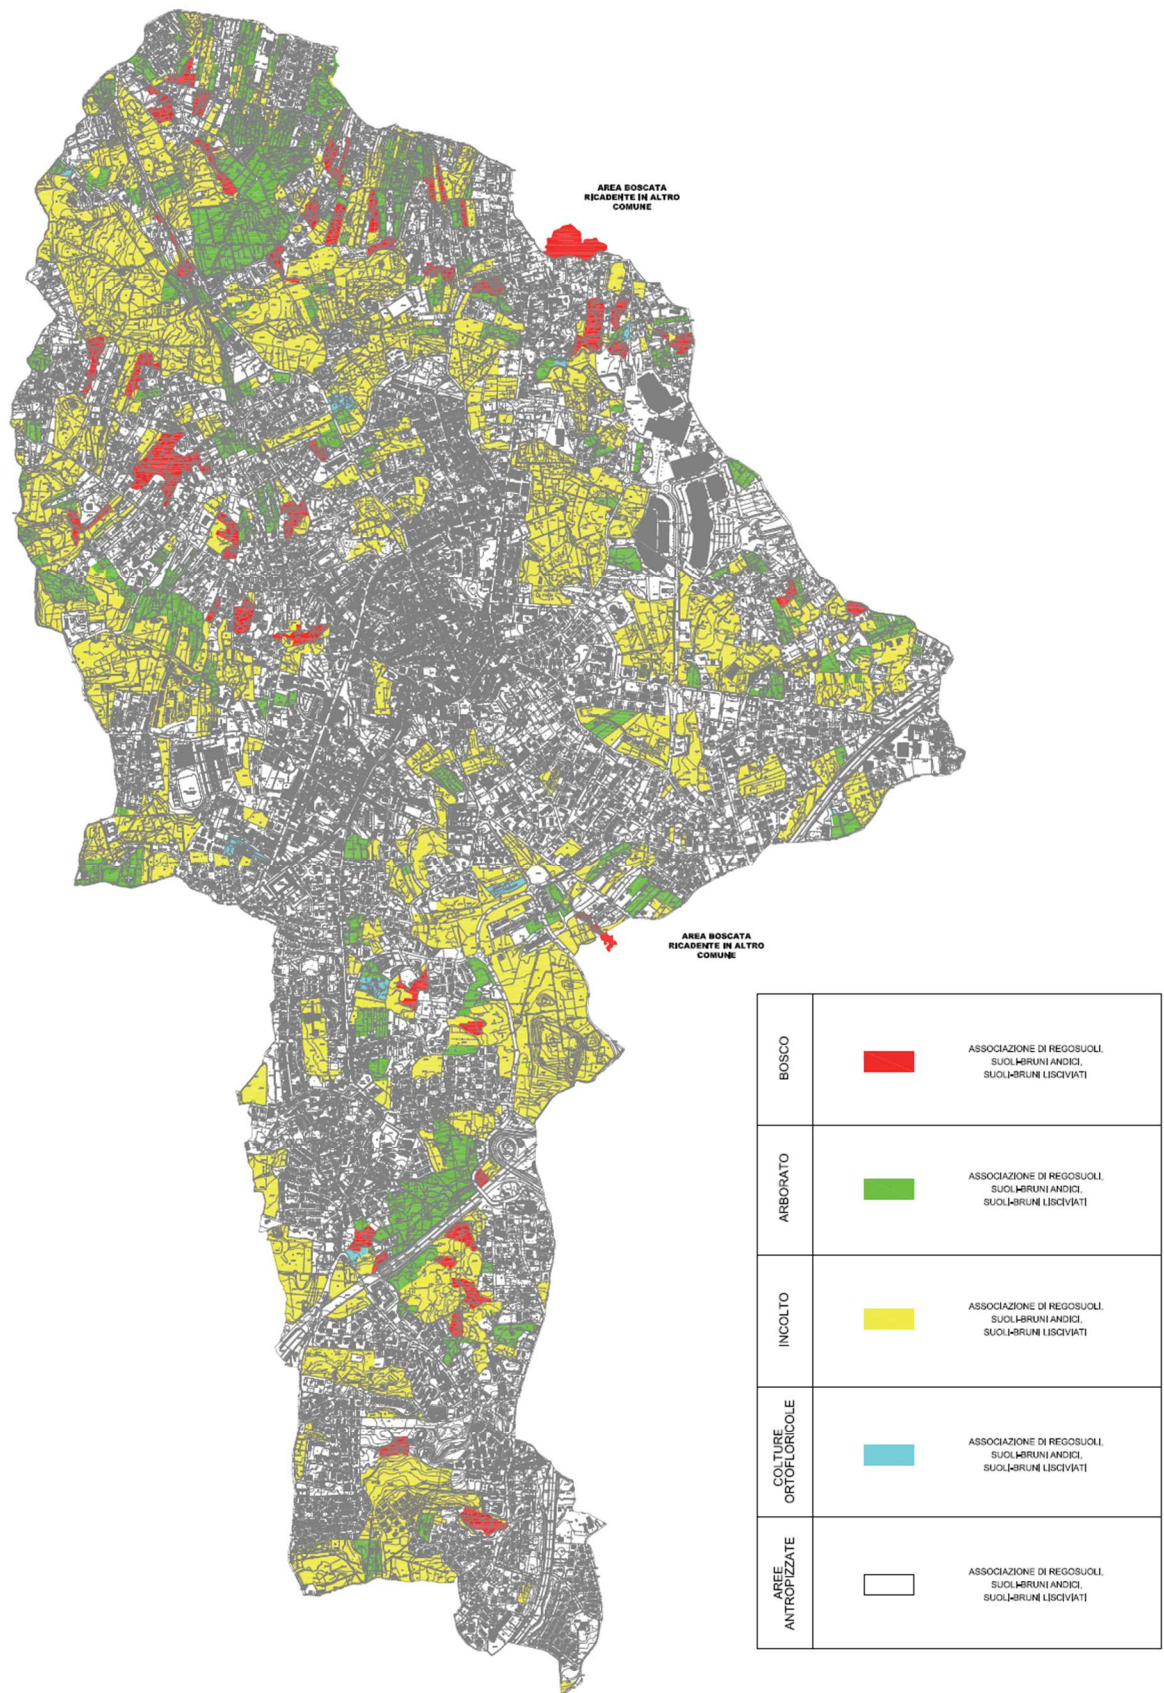 AREA BOSCATA
RICADENTE IN ALTRO
COMUNE
AREA BOSCATA
RICADENTE IN ALTRO
COMUNE
BOSCO
ASSOCIAZIONE DI REGOSUOLI,
SUOLI-BRUNI ANDICI,
SUOLI-BRUNI LISCIVIATI
ARBORATO
ASSOCIAZIONE DI REGOSUOLI,
SUOLI-BRUNI ANDICI,
SUOLI-BRUNI LISCIVIATI
INCOLTO
ASSOCIAZIONE DI REGOSUOLI,
SUOLI-BRUNI ANDICI,
SUOLI-BRUNI LISCIVIATI
COLTURE
ORTOFLORICOLE
ASSOCIAZIONE DI REGOSUOLI,
SUOLI-BRUNI ANDICI,
SUOLI-BRUNI LISCIVIATI
AREE
ANTROPIZZATE
ASSOCIAZIONE DI REGOSUOLI,
SUOLI-BRUNI ANDICI,
SUOLI-BRUNI LISCIVIATI